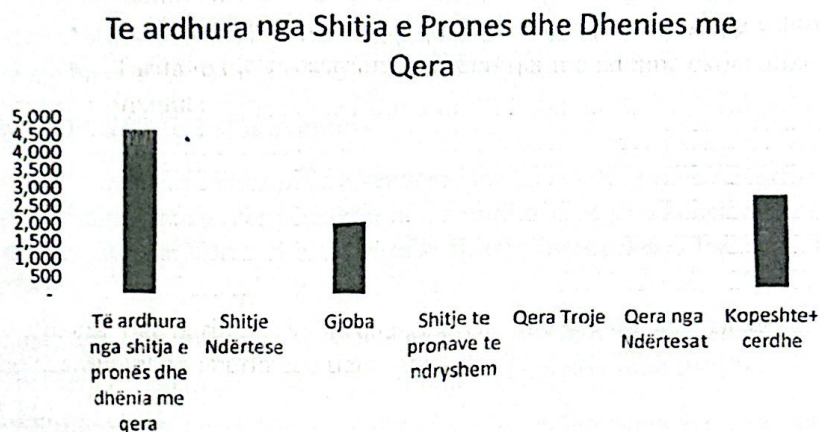 Te ardhura nga Shitja e Prones dhe Dhenies me
Qera
5,000
4,500
4,000
3,500
3,000
2,500
2,000
1,500
1,000
500
-
Të ardhura
nga shitja e
pronës dhe
dhënia me
qera
Shitje
Ndërtese
Gjoba
Shitje te
pronave te
ndryshem
Qera Troje
Qera nga
Ndërtesat
Kopeshte+
cerdhe